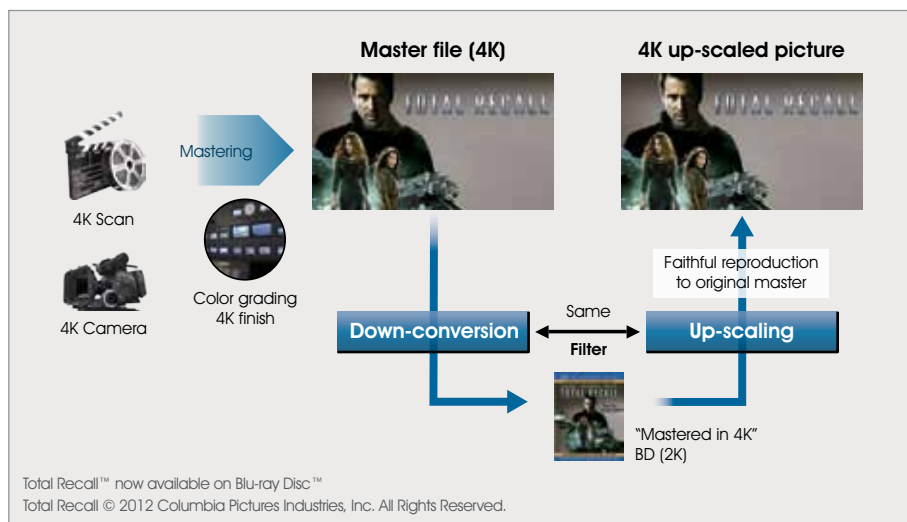 Master file (4K)
4K up-scaled picture
TOTAL RECALL
TOTAL RECALL
Mastering
4K Scan
4K Camera
Color grading
4K finish
Faithful reproduction
to original master
Down-conversion
Same
Filter
Up-scaling
TOTAL RECALL
"Mastered in 4K"
BD (2K)
Total Recall™ now available on Blu-ray Disc™
Total Recall © 2012 Columbia Pictures Industries, Inc. All Rights Reserved.